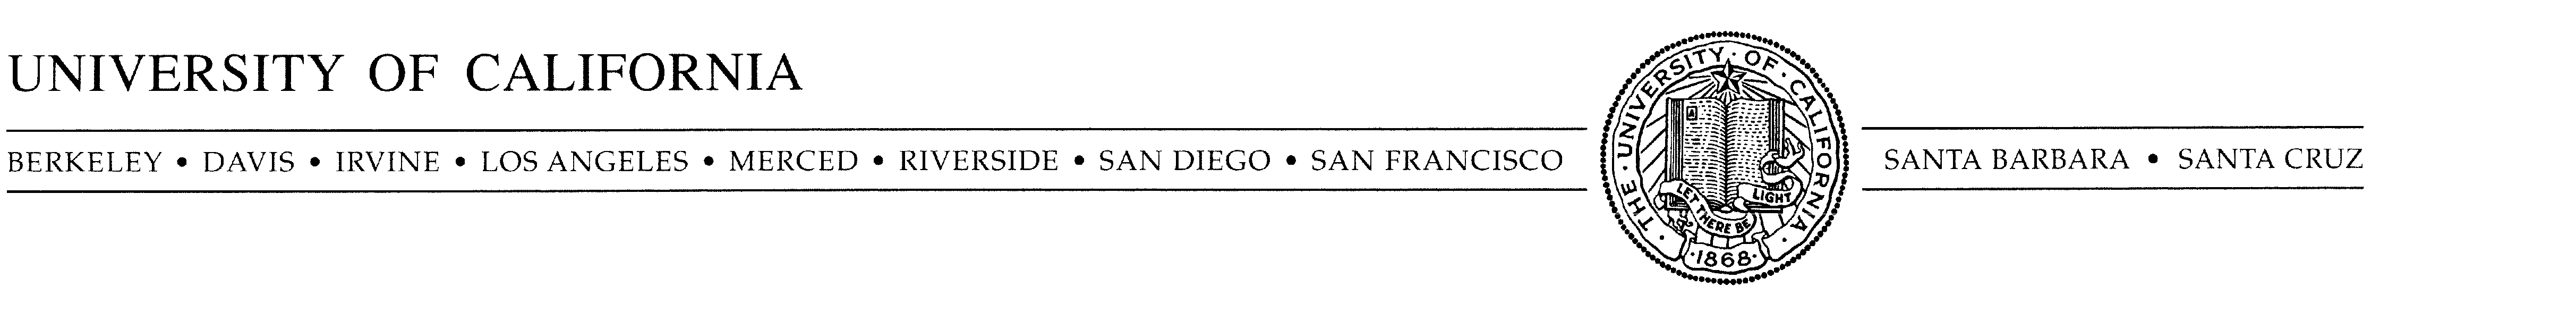 UNIVERSITY OF CALIFORNIA
BERKELEY • DAVIS • IRVINE • LOS ANGELES • MERCED • RIVERSIDE • SAN DIEGO • SAN FRANCISCO
THE · UNIVERSITY · OF · CALIFORNIA ·
A
LET THERE BE LIGHT
·1868·
SANTA BARBARA • SANTA CRUZ